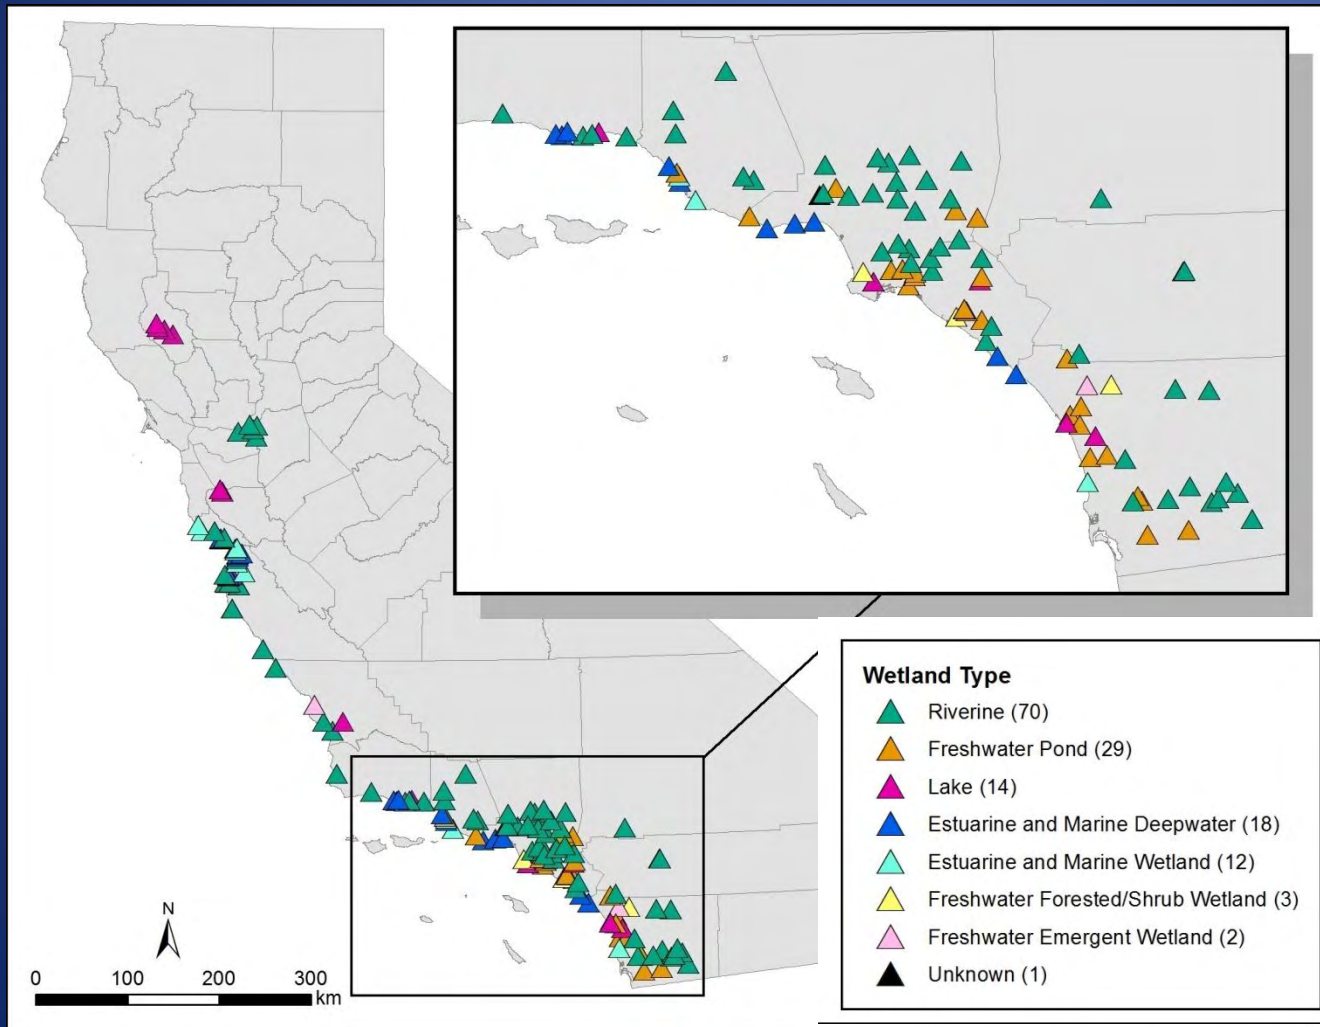 Wetland Type
Riverine (70)
Freshwater Pond (29)
Lake (14)
Estuarine and Marine Deepwater (18)
Estuarine and Marine Wetland (12)
Freshwater Forested/Shrub Wetland (3)
Freshwater Emergent Wetland (2)
Unknown (1)
N
0 100 200 300
km